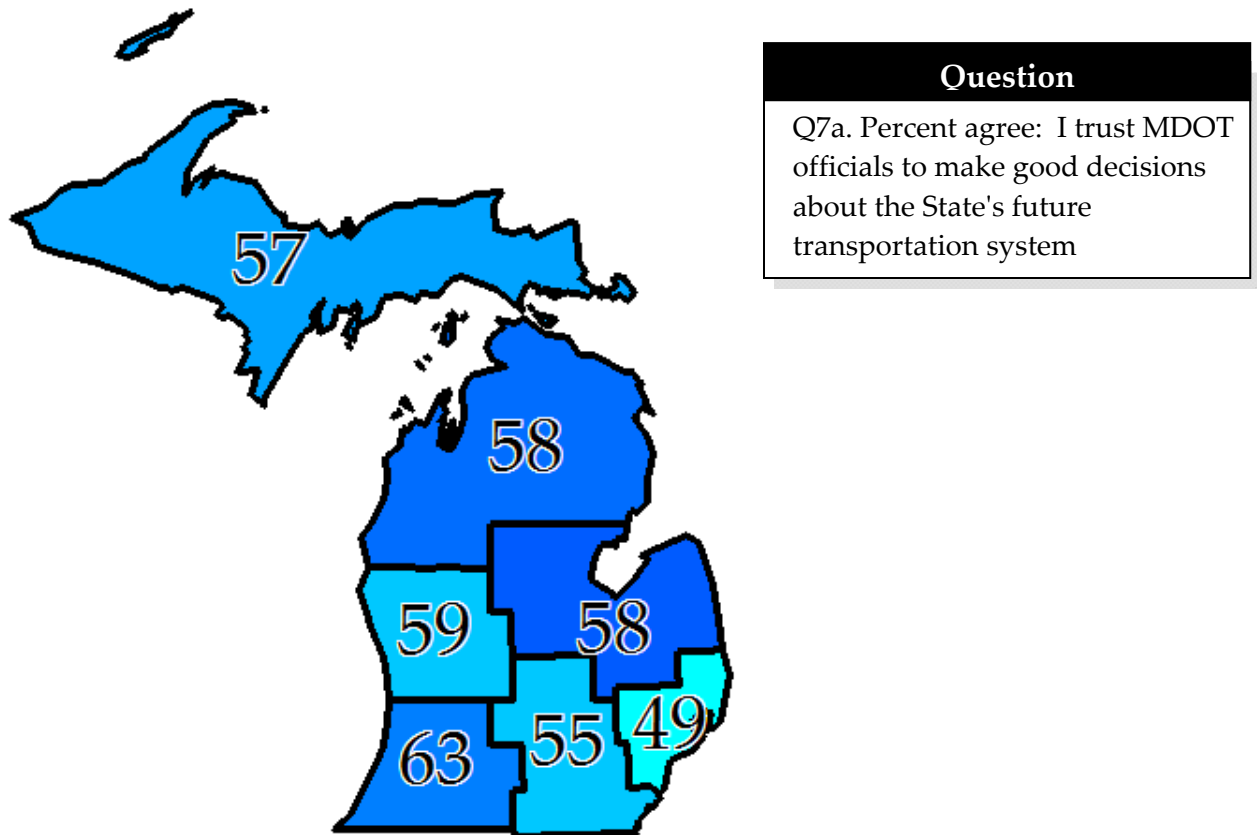 Question
Q7a. Percent agree:  I trust MDOT
officials to make good decisions
about the State's future
transportation system
57
58
59
58
63
55
49